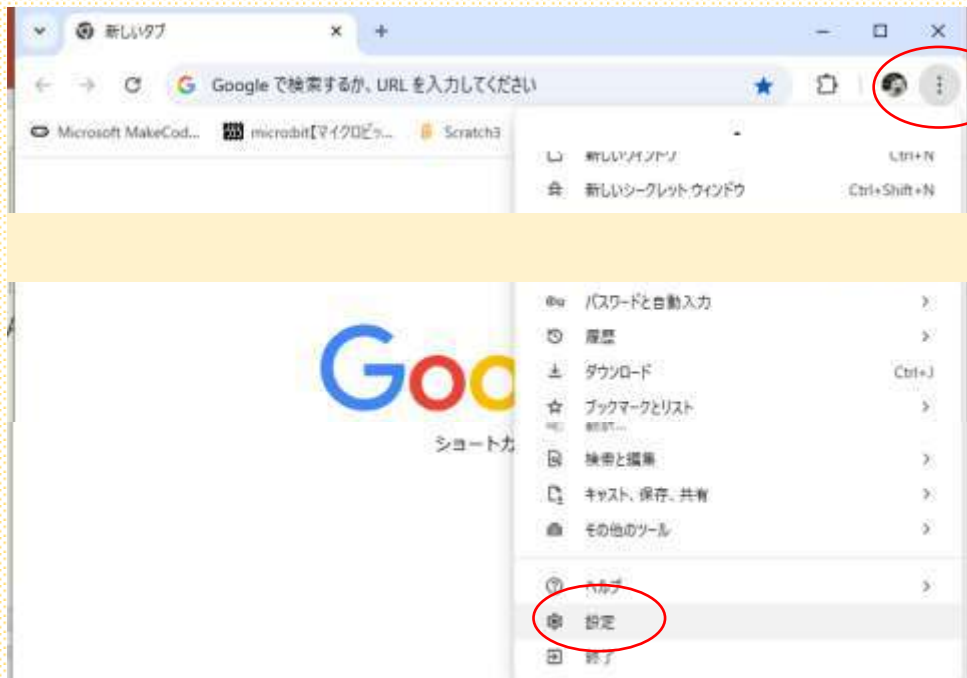 新しいタブ
Google で検索するか、URL を入力してください
Microsoft MakeCod...
microbit【マイクロビッ...
Scratch3
新しいウィンドウ Ctrl+N
新しいシークレット ウィンドウ Ctrl+Shift+N
パスワードと自動入力
履歴
ダウンロード Ctrl+J
ブックマークとリスト
検索と編集
キャスト、保存、共有
その他のツール
ヘルプ
設定
終了
Goo
ショートカ